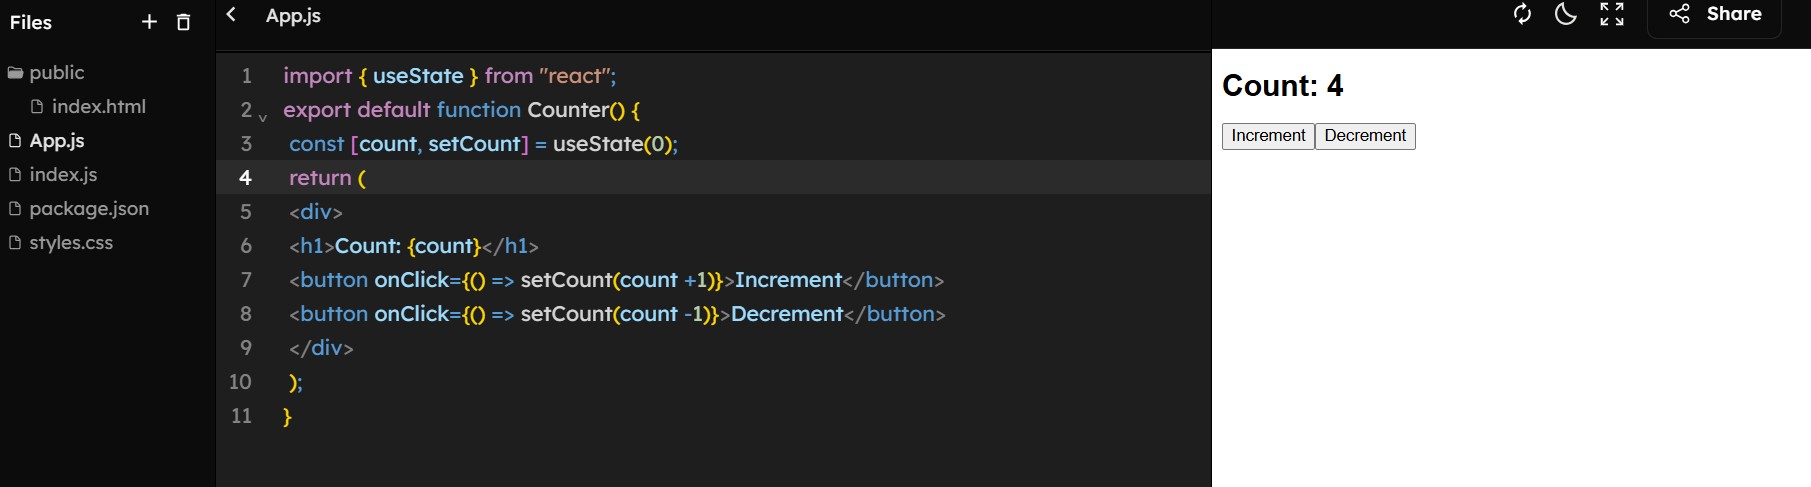 Files
public
index.html
App.js
index.js
package.json
styles.css
App.js
1 import { useState } from "react";
2 export default function Counter() {
3 const [count, setCount] = useState(0);
4 return (
5 <div>
6 <h1>Count: {count}</h1>
7 <button onClick={() => setCount(count +1)}>Increment</button>
8 <button onClick={() => setCount(count -1)}>Decrement</button>
9 </div>
10 );
11 }
Share
Count: 4
Increment Decrement